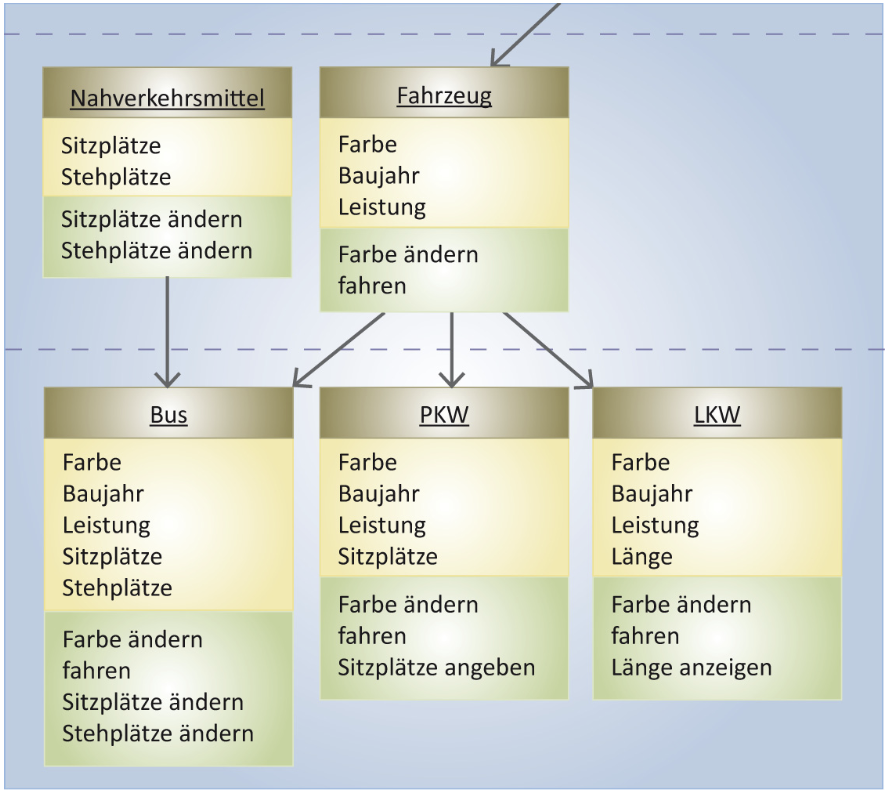 Nahverkehrsmittel
Sitzplätze
Stehplätze
Sitzplätze ändern
Stehplätze ändern
Fahrzeug
Farbe
Baujahr
Leistung
Farbe ändern
fahren
Bus
Farbe
Baujahr
Leistung
Sitzplätze
Stehplätze
Farbe ändern
fahren
Sitzplätze ändern
Stehplätze ändern
PKW
Farbe
Baujahr
Leistung
Sitzplätze
Farbe ändern
fahren
Sitzplätze angeben
LKW
Farbe
Baujahr
Leistung
Länge
Farbe ändern
fahren
Länge anzeigen